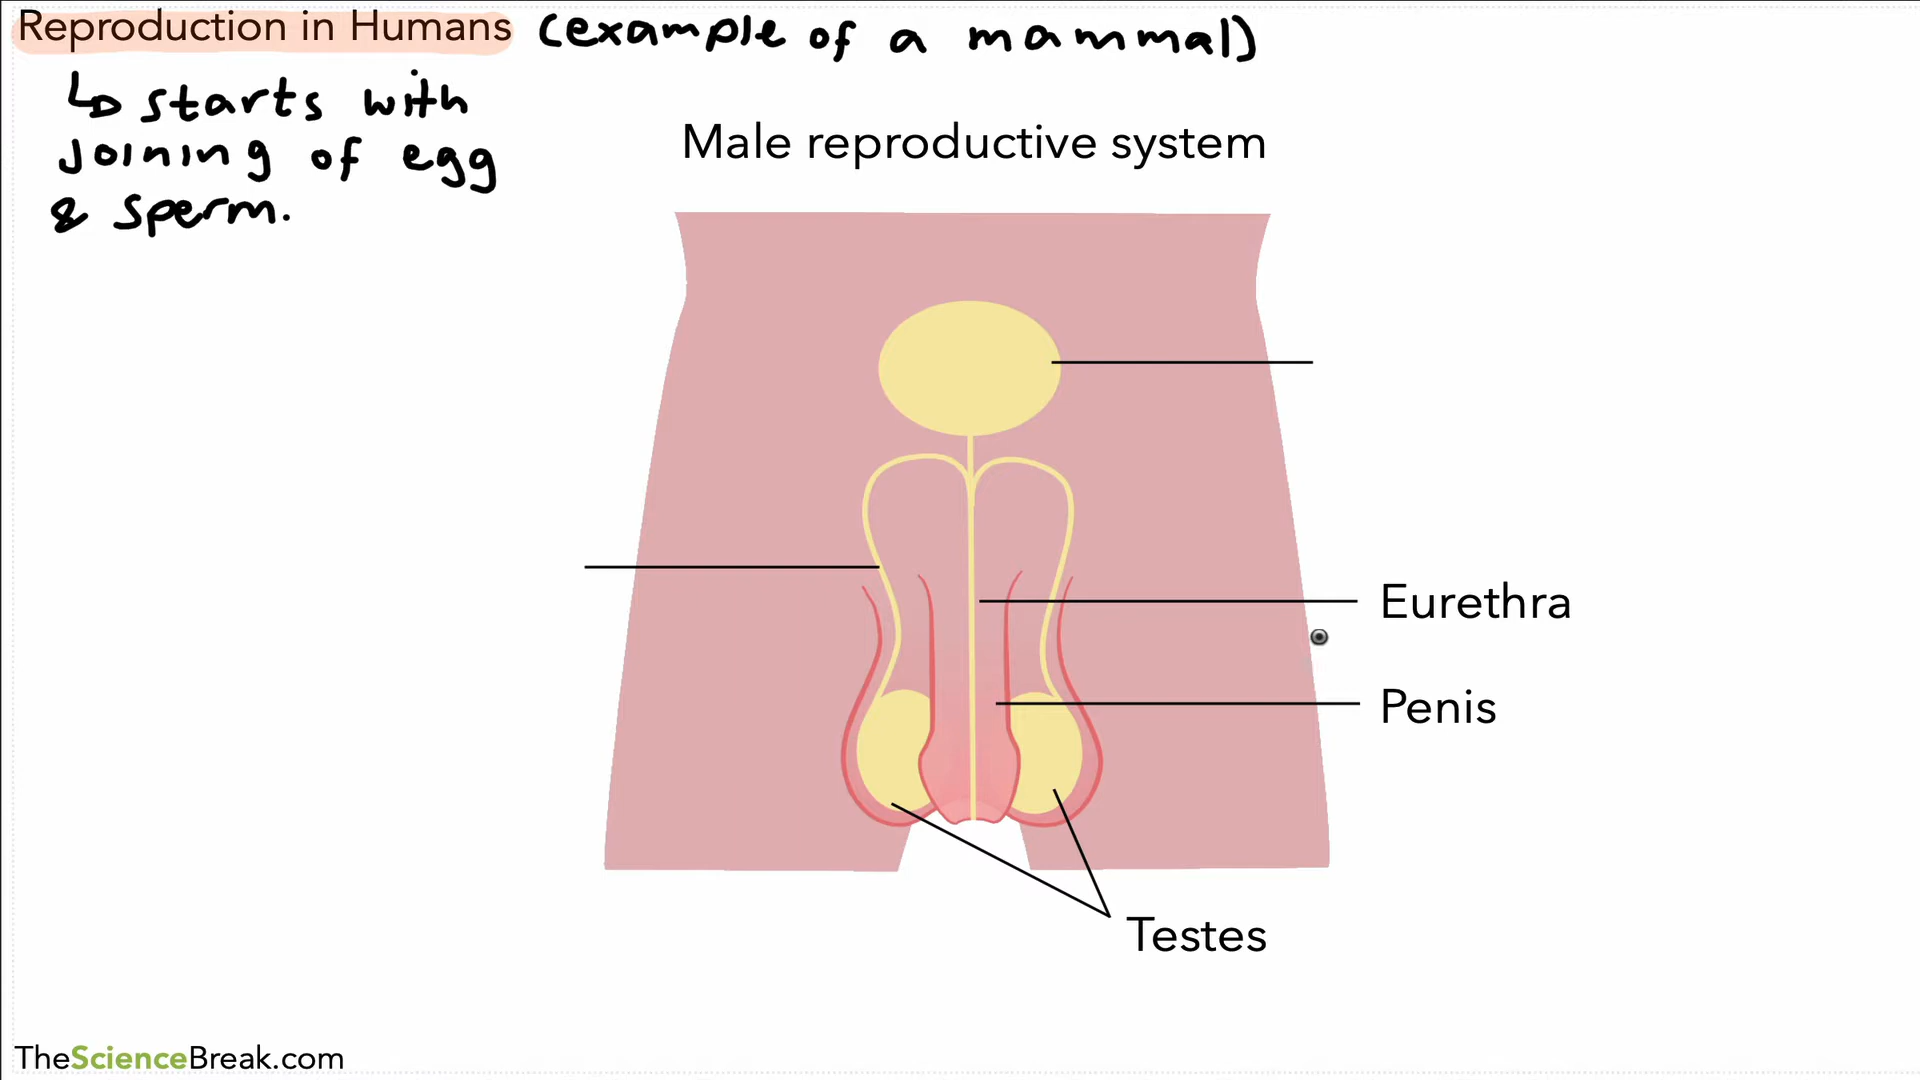 Reproduction in Humans (example of a mammal)
↳ starts with
joining of egg
& sperm.
Male reproductive system
Eurethra
Penis
Testes
TheScienceBreak.com